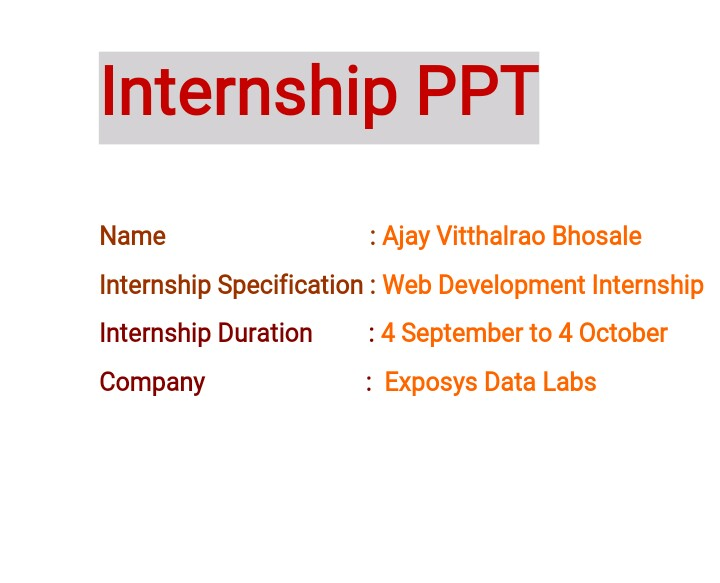 Internship PPT
Name : Ajay Vitthalrao Bhosale
Internship Specification : Web Development Internship
Internship Duration : 4 September to 4 October
Company : Exposys Data Labs